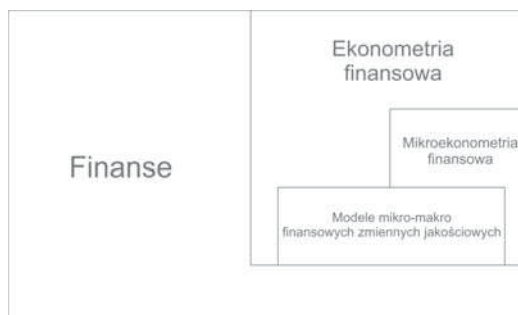 Finanse
Ekonometria
finansowa
Mikroekonometria
finansowa
Modele mikro-makro
finansowych zmiennych jakościowych